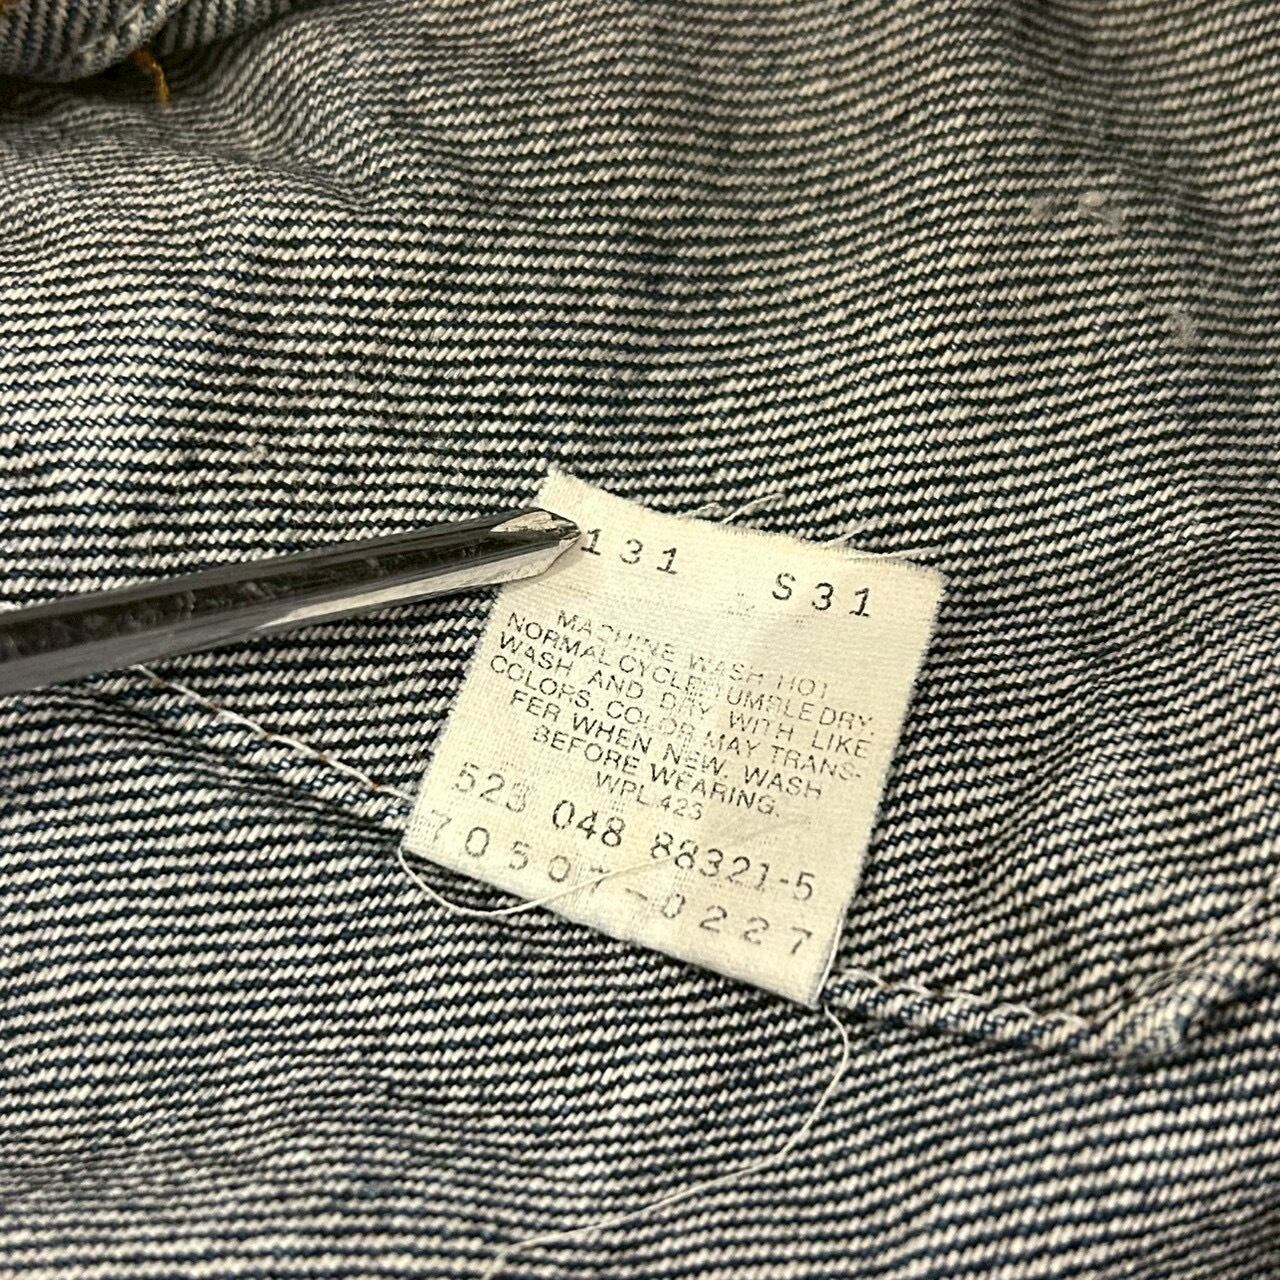 131 S31
MACHINE WASH HOT
NORMAL CYCLE TUMBLE DRY.
WASH AND DRY WITH LIKE
COLORS. COLOR MAY TRANS-
FER WHEN NEW. WASH
BEFORE WEARING.
WPL 423
523 048 88321-5
70507-0227